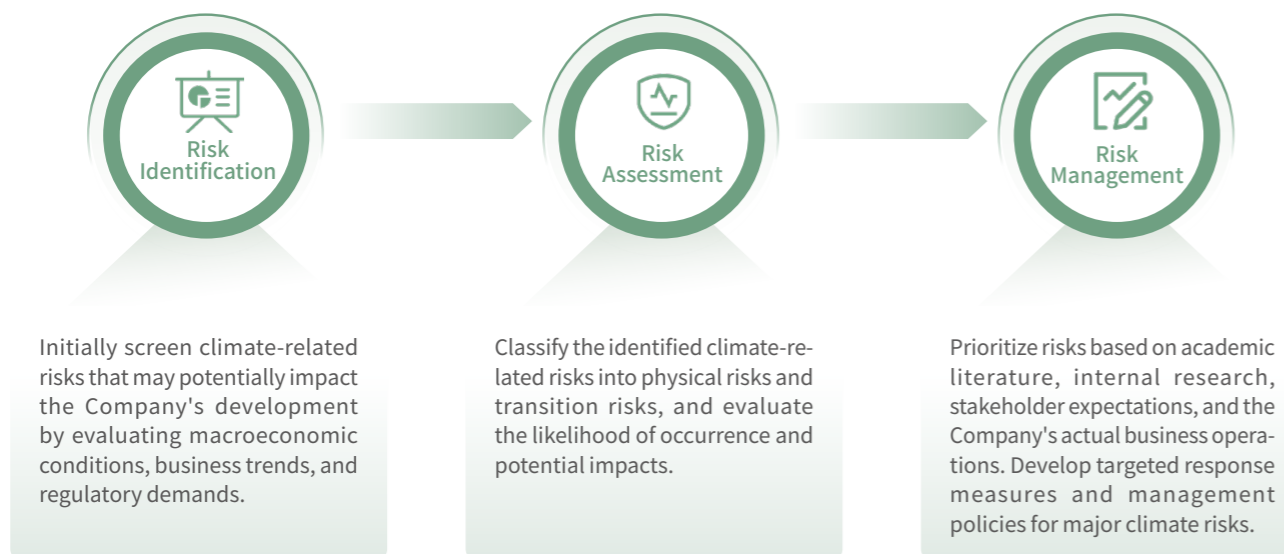 Risk
Identification
Initially screen climate-related
risks that may potentially impact
the Company's development
by evaluating macroeconomic
conditions, business trends, and
regulatory demands.
Risk
Assessment
Classify the identified climate-re-
lated risks into physical risks and
transition risks, and evaluate
the likelihood of occurrence and
potential impacts.
Risk
Management
Prioritize risks based on academic
literature, internal research,
stakeholder expectations, and the
Company's actual business opera-
tions. Develop targeted response
measures and management
policies for major climate risks.